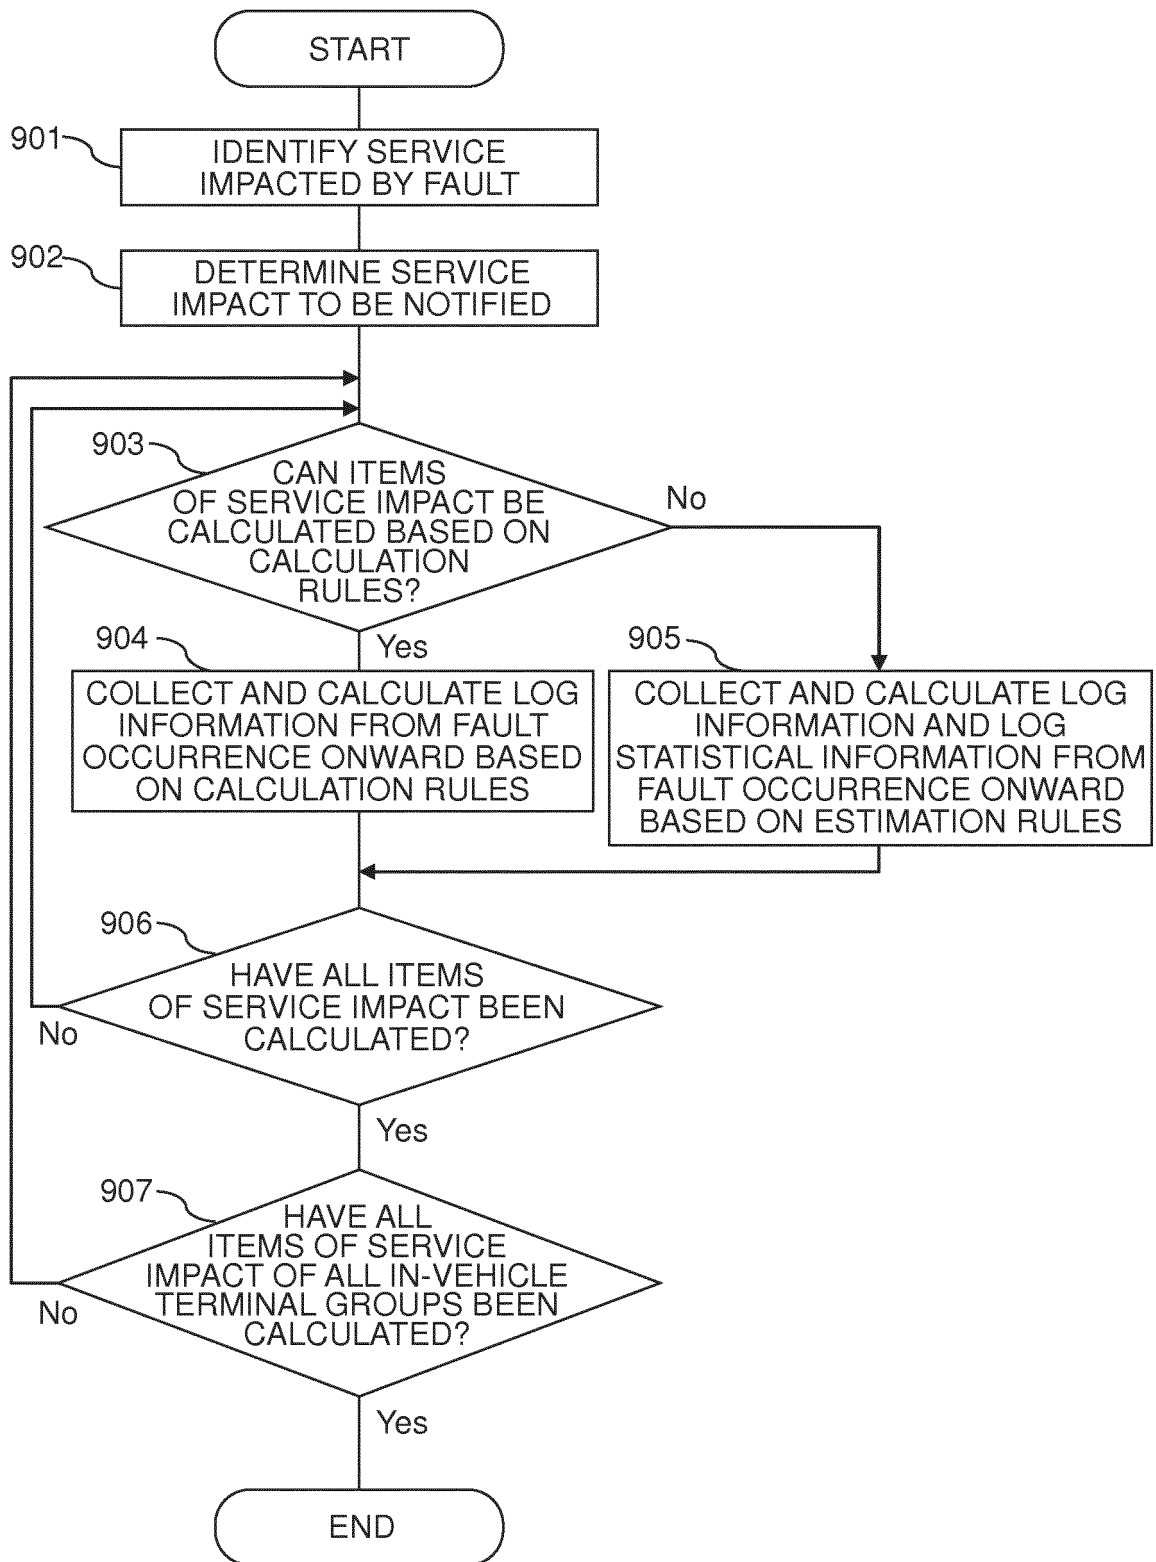 START
901
IDENTIFY SERVICE
IMPACTED BY FAULT
902
DETERMINE SERVICE
IMPACT TO BE NOTIFIED
903
CAN ITEMS
OF SERVICE IMPACT BE
CALCULATED BASED ON
CALCULATION
RULES?
No
Yes
904
COLLECT AND CALCULATE LOG
INFORMATION FROM FAULT
OCCURRENCE ONWARD BASED
ON CALCULATION RULES
905
COLLECT AND CALCULATE LOG
INFORMATION AND LOG
STATISTICAL INFORMATION FROM
FAULT OCCURRENCE ONWARD
BASED ON ESTIMATION RULES
906
HAVE ALL ITEMS
OF SERVICE IMPACT BEEN
CALCULATED?
No
Yes
907
HAVE ALL
ITEMS OF SERVICE
IMPACT OF ALL IN-VEHICLE
TERMINAL GROUPS BEEN
CALCULATED?
No
Yes
END